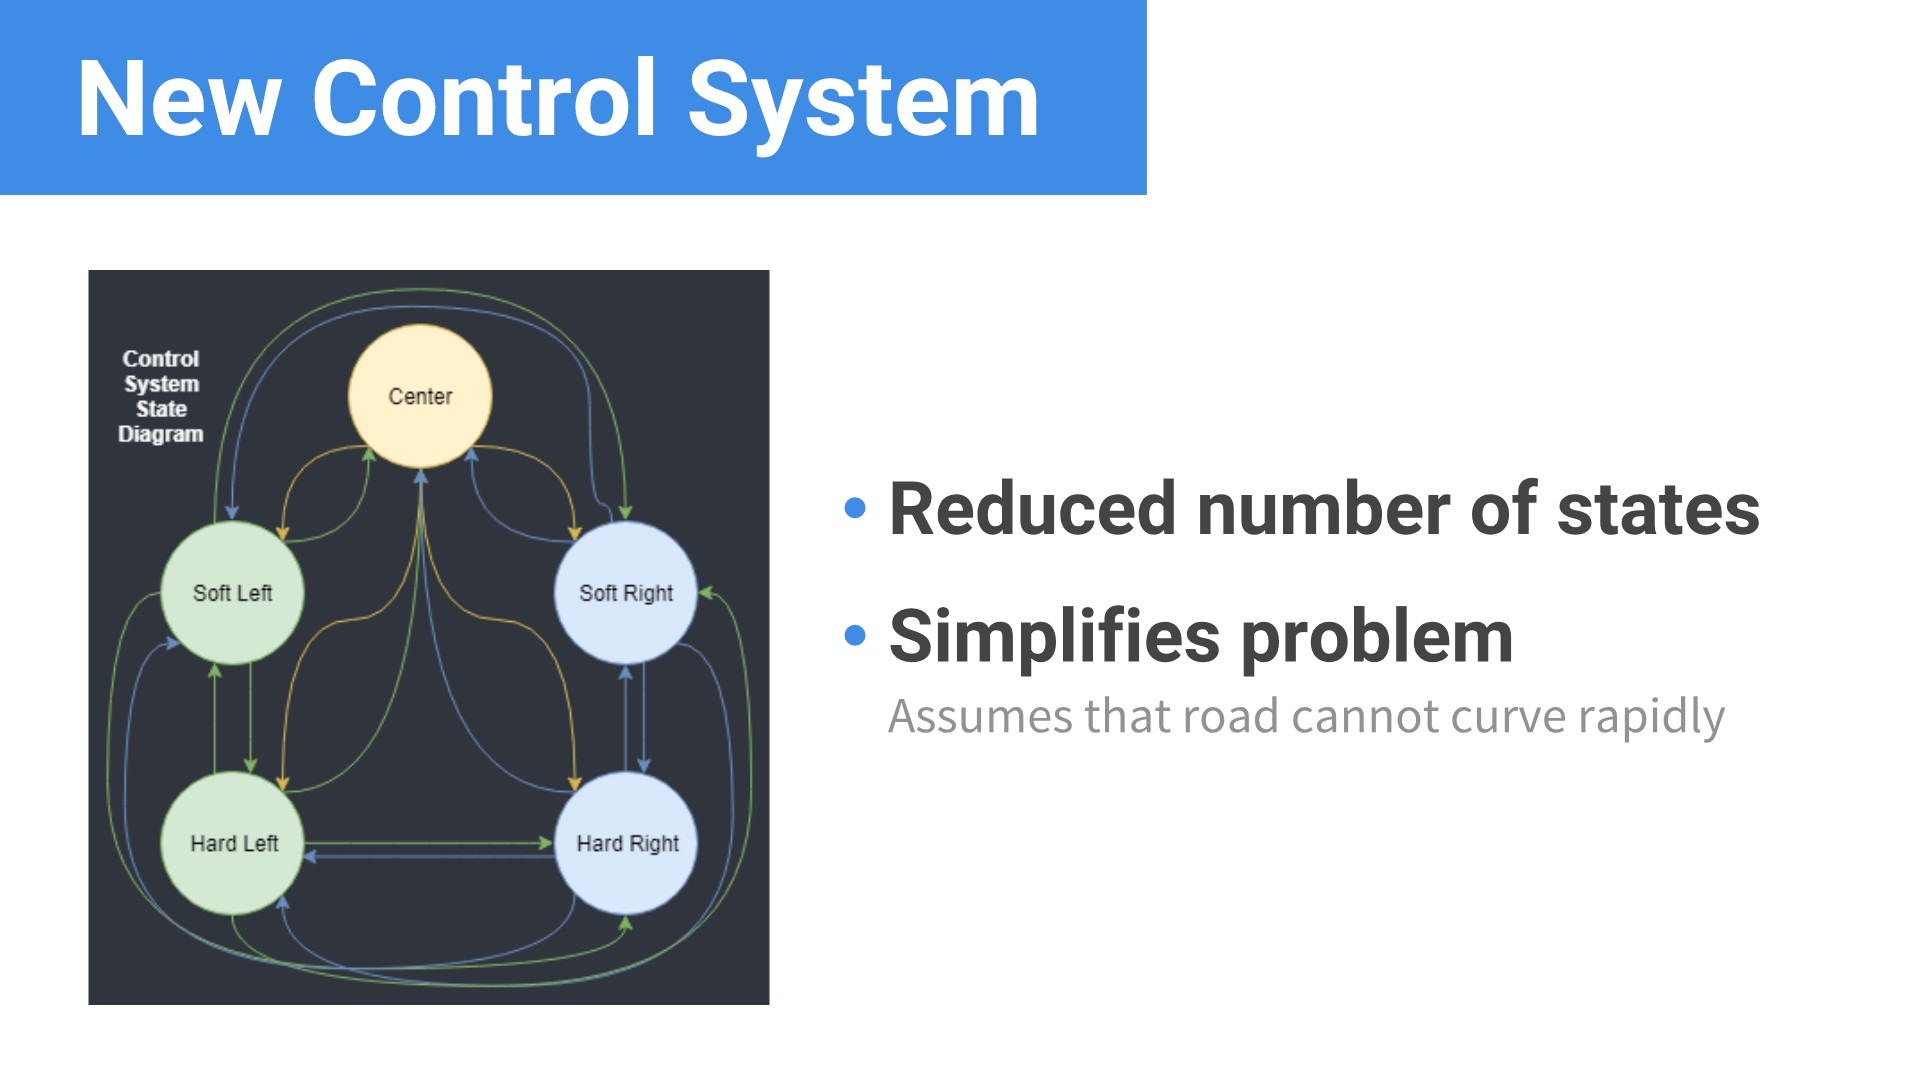 New Control System
Control
System
State
Diagram
Center
Soft Left
Soft Right
Hard Left
Hard Right
• Reduced number of states
• Simplifies problem
Assumes that road cannot curve rapidly